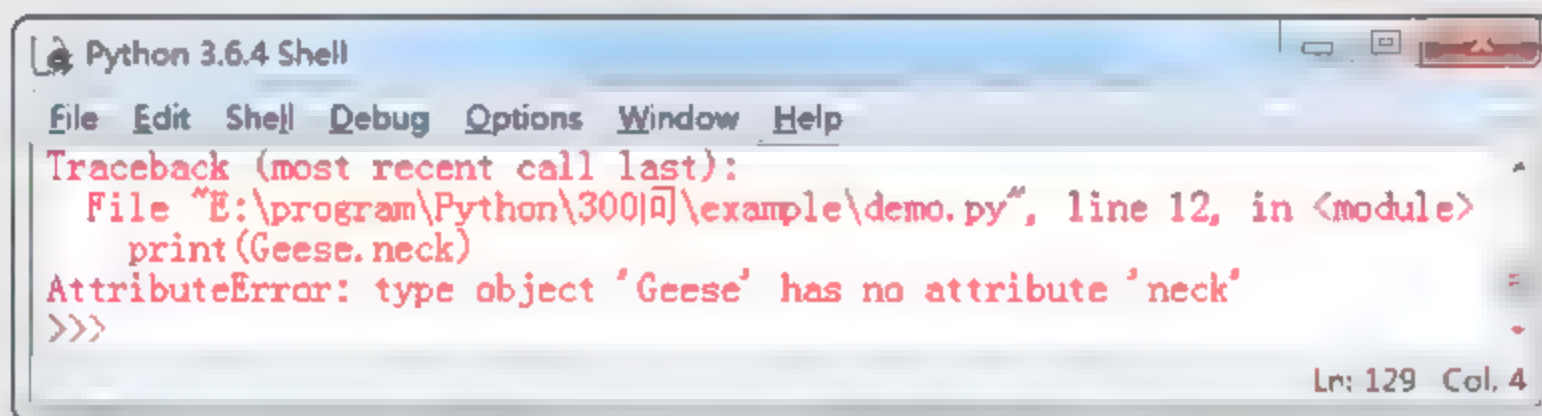 Python 3.6.4 Shell
File Edit Shell Debug Options Window Help
Traceback (most recent call last):
File "E:\program\Python\300问\example\demo.py", line 12, in <module>
print(Geese.neck)
AttributeError: type object 'Geese' has no attribute 'neck'
>>>
Ln: 129 Col: 4